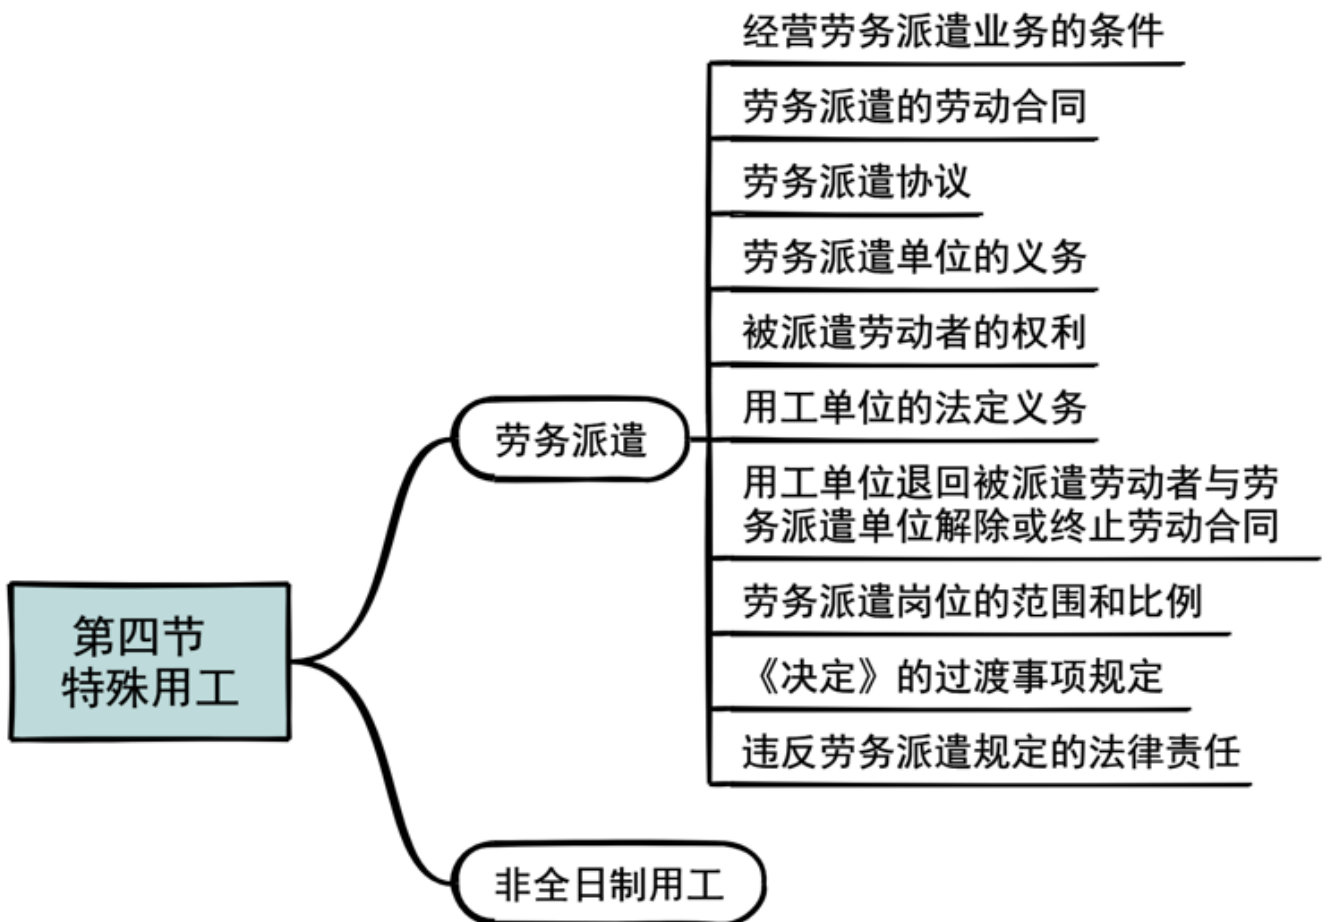 经营劳务派遣业务的条件
劳务派遣的劳动合同
劳务派遣协议
劳务派遣单位的义务
被派遣劳动者的权利
用工单位的法定义务
劳务派遣
用工单位退回被派遣劳动者与劳
务派遣单位解除或终止劳动合同
劳务派遣岗位的范围和比例
第四节
特殊用工
《决定》的过渡事项规定
违反劳务派遣规定的法律责任
非全日制用工